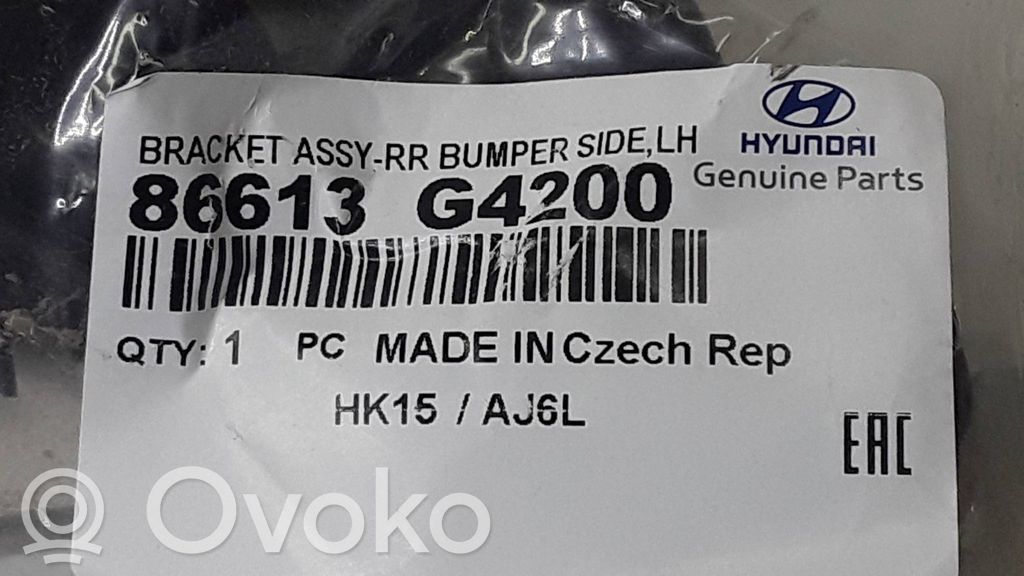 BRACKET ASSY-RR BUMPER SIDE,LH
HYUNDAI
Genuine Parts
86613 G4200
QTY: 1 PC MADE IN Czech Rep
HK15 / AJ6L
EAC
Ovoko